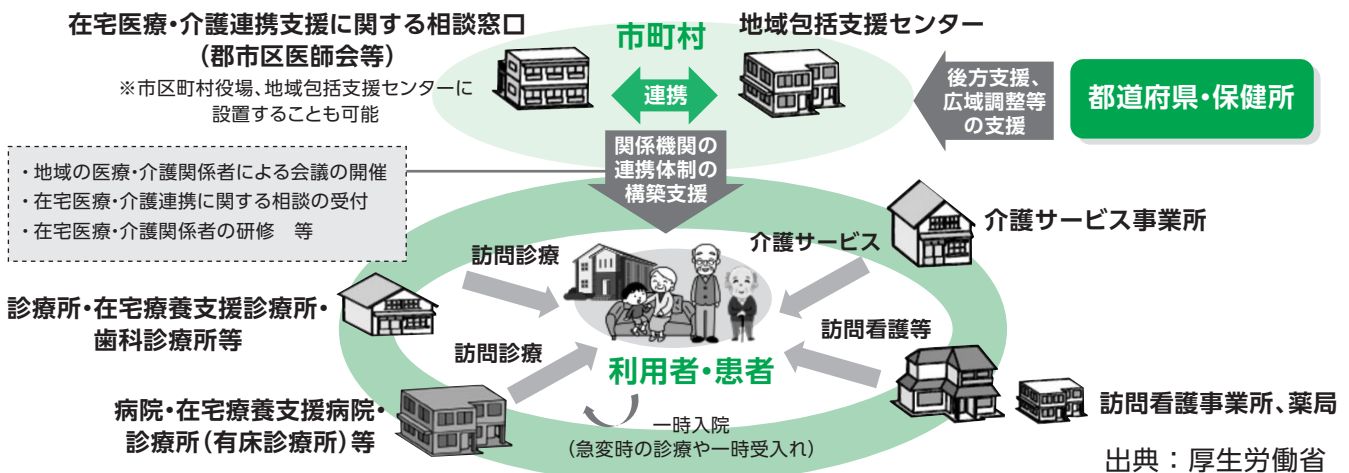 在宅医療・介護連携支援に関する相談窓口
(郡市区医師会等)
※市区町村役場、地域包括支援センターに
設置することも可能
市町村
地域包括支援センター
連携
後方支援、
広域調整等
の支援
都道府県・保健所
関係機関の
連携体制の
構築支援
・地域の医療・介護関係者による会議の開催
・在宅医療・介護連携に関する相談の受付
・在宅医療・介護関係者の研修 等
訪問診療
介護サービス
介護サービス事業所
診療所・在宅療養支援診療所・
歯科診療所等
訪問診療
訪問看護等
利用者・患者
病院・在宅療養支援病院・
診療所(有床診療所)等
一時入院
(急変時の診療や一時受入れ)
訪問看護事業所、薬局
出典:厚生労働省